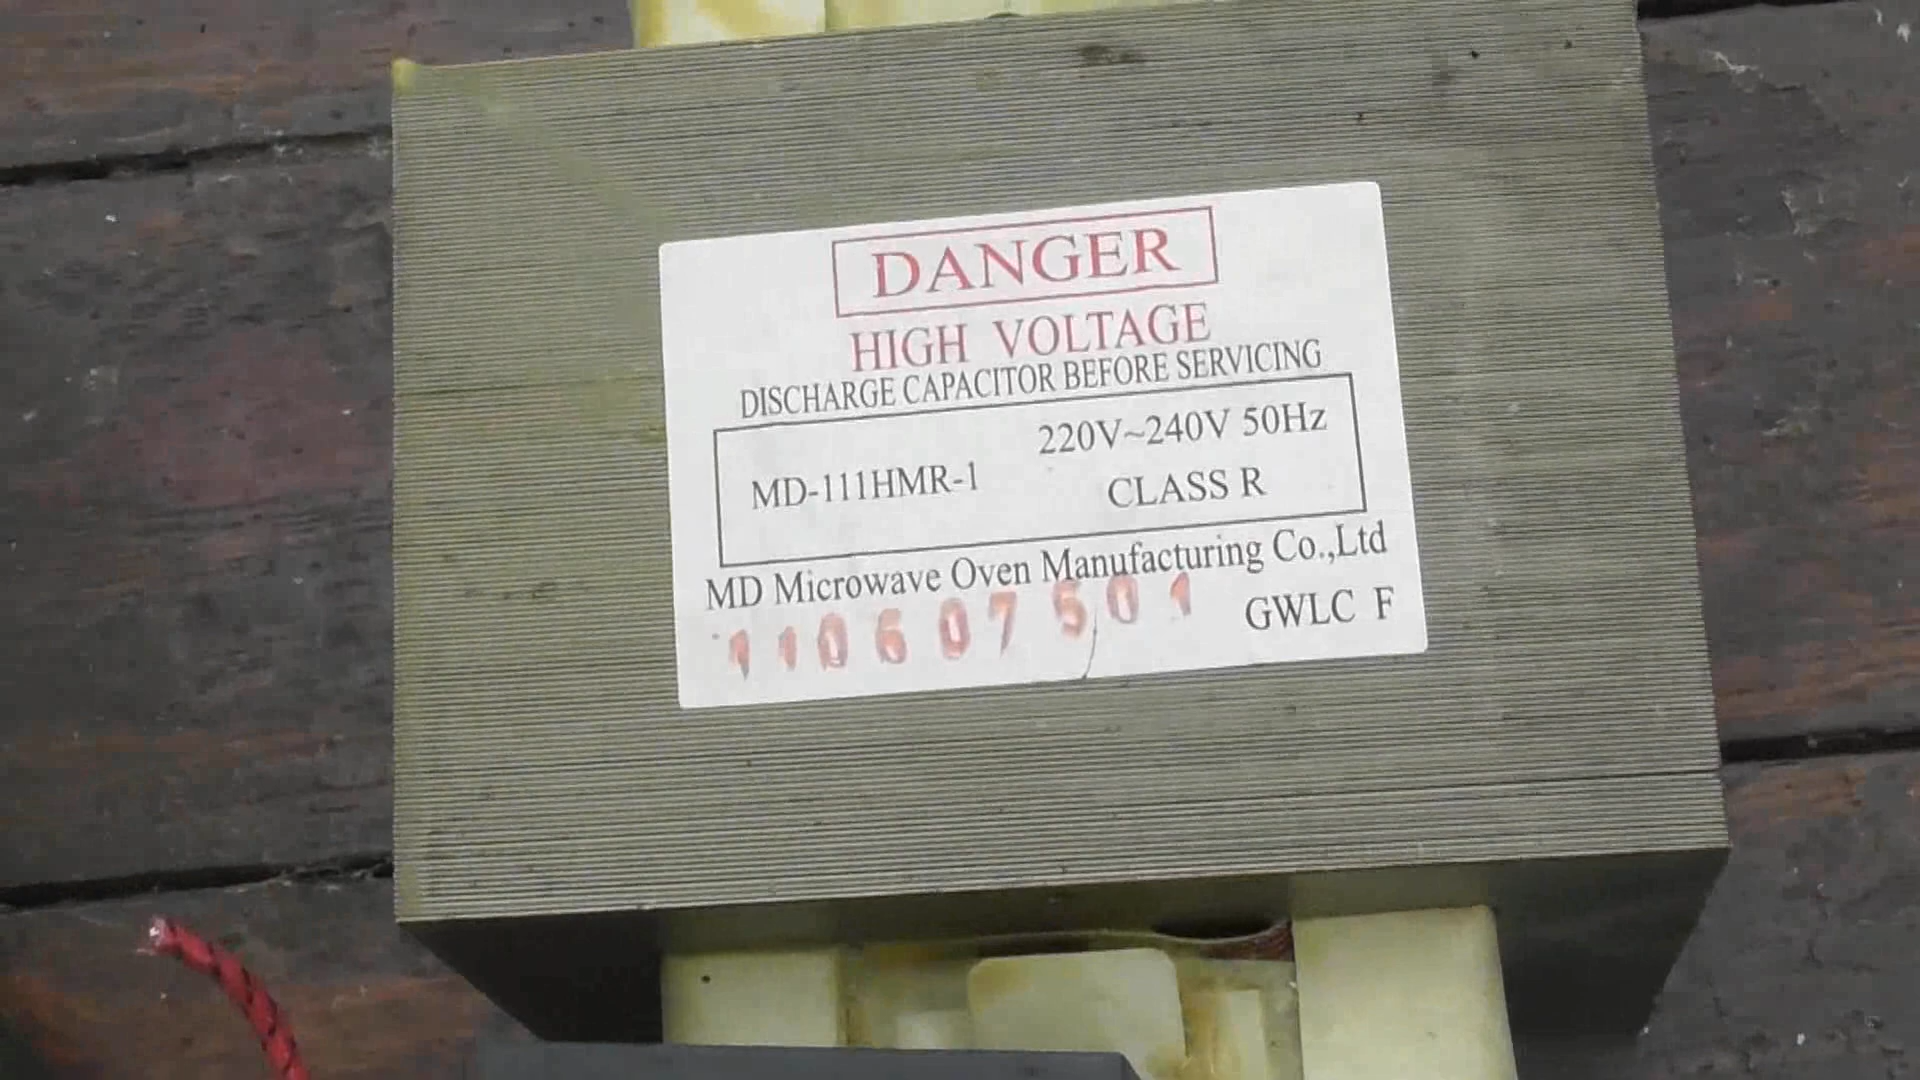 DANGER
HIGH VOLTAGE
DISCHARGE CAPACITOR BEFORE SERVICING
220V~240V 50Hz
MD-111HMR-1
CLASS R
MD Microwave Oven Manufacturing Co.,Ltd
110607501
GWLC F